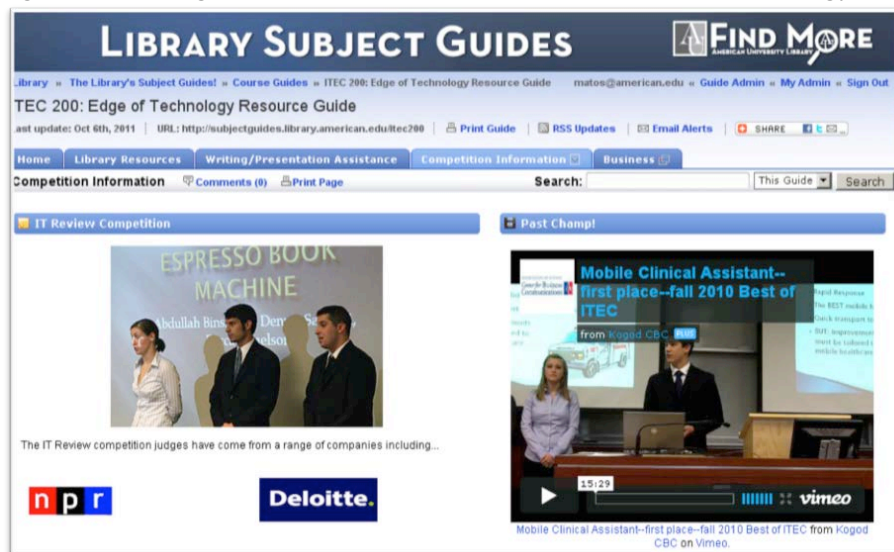 LIBRARY SUBJECT GUIDES
FIND MORE
AMERICAN UNIVERSITY LIBRARY
Library » The Library's Subject Guides! » Course Guides » ITEC 200: Edge of Technology Resource Guide matos@american.edu « Guide Admin « My Admin « Sign Out
TEC 200: Edge of Technology Resource Guide
ast update: Oct 6th, 2011 URL: http://subjectguides.library.american.edu/itec200 Print Guide RSS Updates Email Alerts SHARE
Home Library Resources Writing/Presentation Assistance Competition Information Business
Competition Information Comments (0) Print Page Search: This Guide Search
IT Review Competition
Past Champ!
ESPRESSO BOOK
MACHINE
Abdullah
The IT Review competition judges have come from a range of companies including...
npr
Deloitte.
Mobile Clinical Assistant--
first place--fall 2010 Best of
ITEC
from Kogod CBC PLUS
Rapid Response
15:29
vimeo
Mobile Clinical Assistant--first place--fall 2010 Best of ITEC from Kogod
CBC on Vimeo.